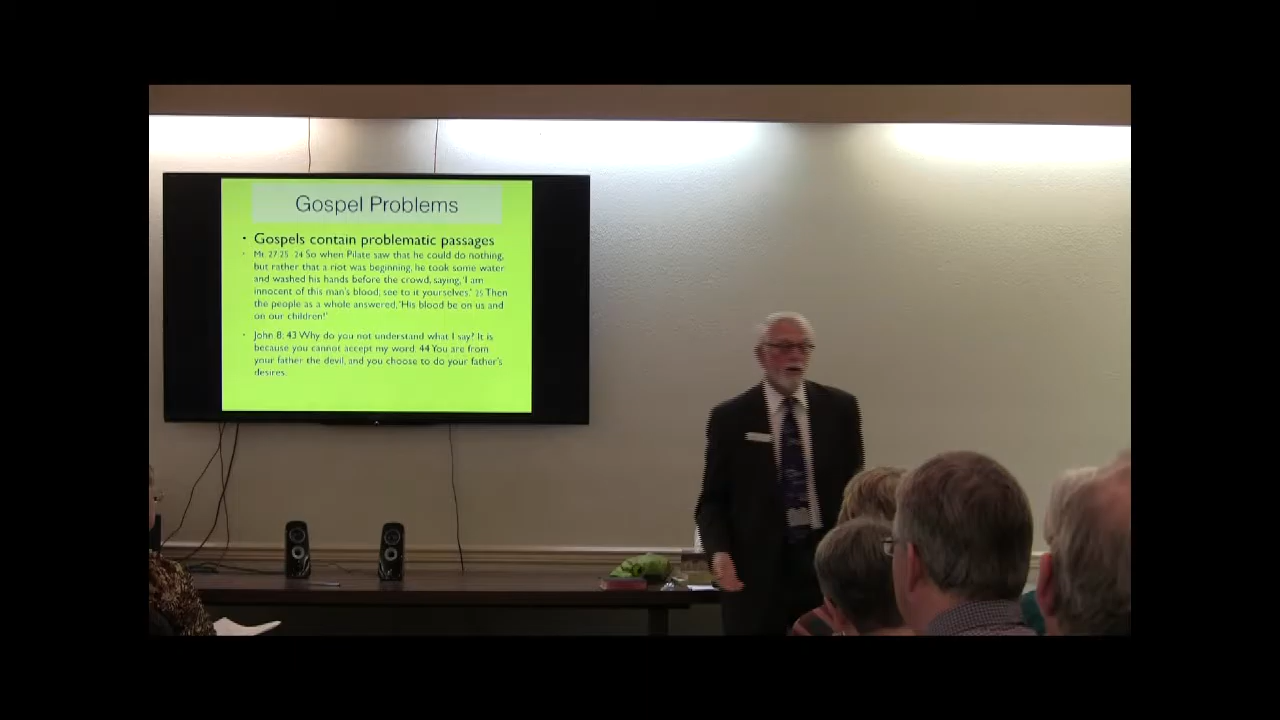 Gospel Problems
• Gospels contain problematic passages
• Mt 27:25 24 So when Pilate saw that he could do nothing,
but rather that a riot was beginning, he took some water
and washed his hands before the crowd, saying, 'I am
innocent of this man's blood; see to it yourselves.' 25 Then
the people as a whole answered, 'His blood be on us and
on our children!'
• John 8: 43 Why do you not understand what I say? It is
because you cannot accept my word. 44 You are from
your father the devil, and you choose to do your father's
desires.